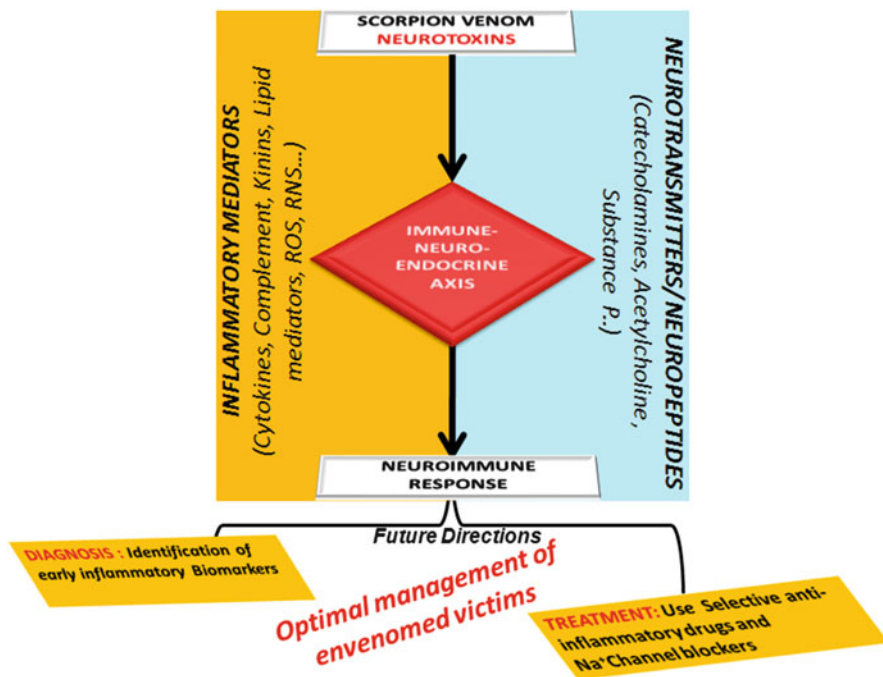 SCORPION VENOM
NEUROTOXINS
INFLAMMATORY MEDIATORS
(Cytokines, Complement, Kinins, Lipid
mediators, ROS, RNS...)
IMMUNE-
NEURO-
ENDOCRINE
AXIS
NEUROTRANSMITTERS/ NEUROPEPTIDES
(Catecholamines, Acetylcholine ,
Substance P..)
NEUROIMMUNE
RESPONSE
Future Directions
DIAGNOSIS : Identification of
early inflammatory Biomarkers
Optimal management of
envenomed victims
TREATMENT: Use Selective anti-
inflammatory drugs and
Na⁺Channel blockers